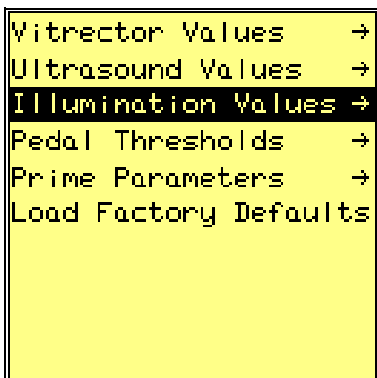 Vitrector Values →
Ultrasound Values →
Illumination Values →
Pedal Thresholds →
Prime Parameters →
Load Factory Defaults